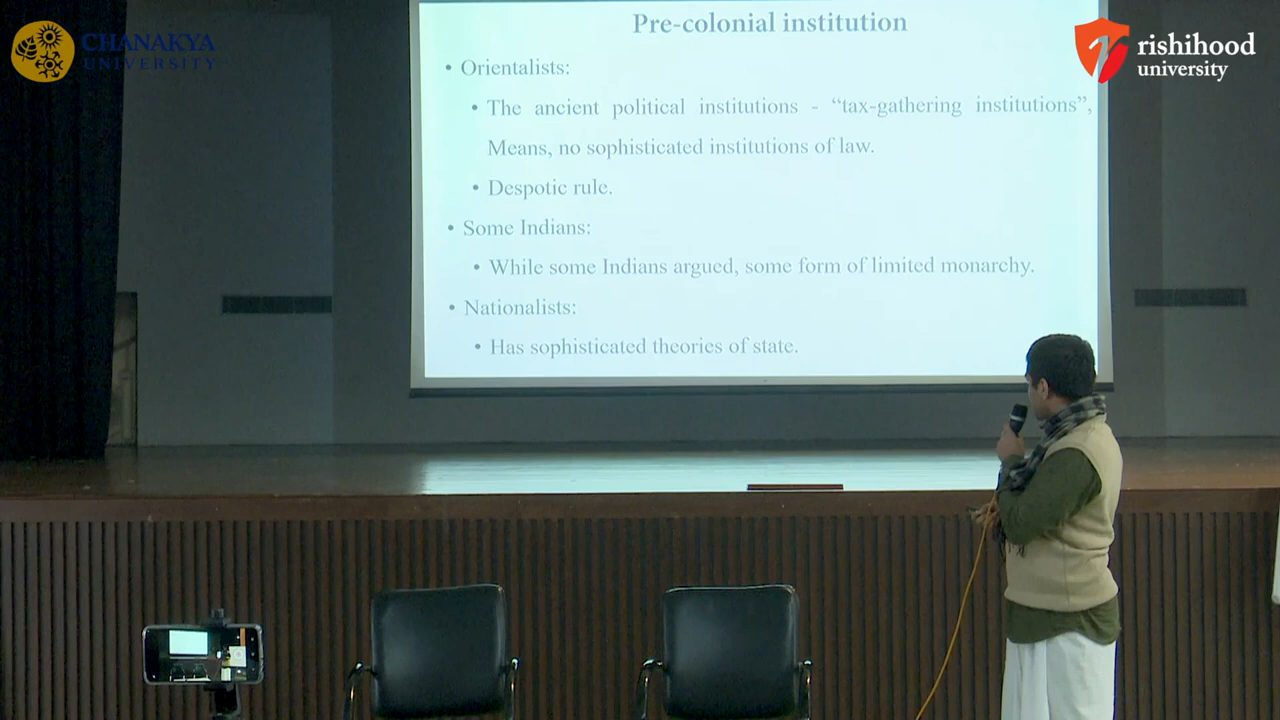 CHANAKYA
UNIVERSITY
Pre-colonial institution
rishihood
university
• Orientalists:
• The ancient political institutions - “tax-gathering institutions”,
Means, no sophisticated institutions of law.
• Despotic rule.
• Some Indians:
• While some Indians argued, some form of limited monarchy.
• Nationalists:
• Has sophisticated theories of state.